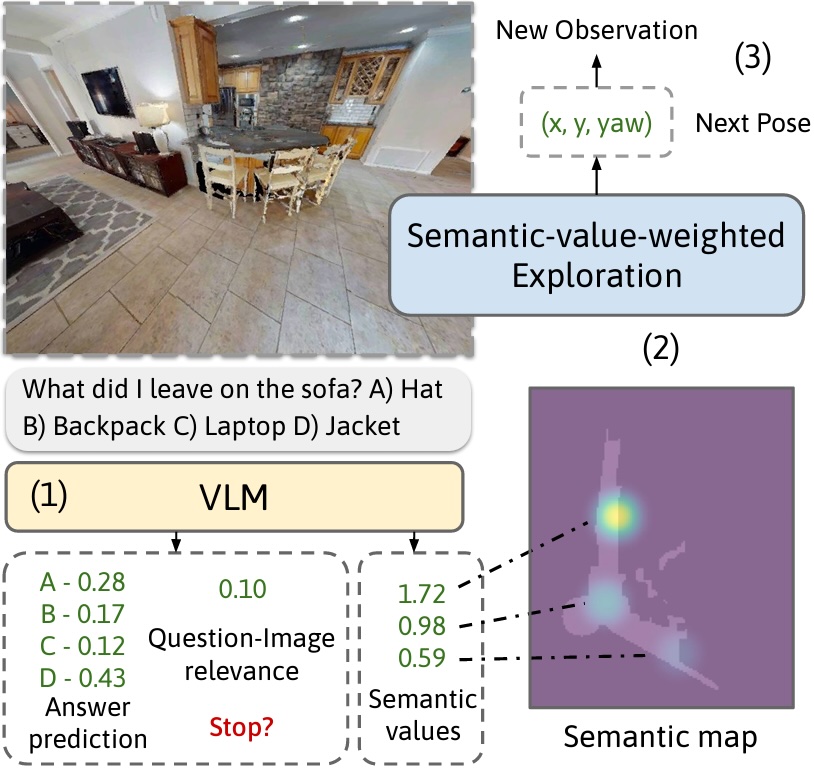 New Observation
(3)
(x, y, yaw)
Next Pose
Semantic-value-weighted
Exploration
(2)
What did I leave on the sofa? A) Hat
B) Backpack C) Laptop D) Jacket
(1)
VLM
A - 0.28
B - 0.17
C - 0.12
D - 0.43
Answer
prediction
0.10
Question-Image
relevance
Stop?
1.72
0.98
0.59
Semantic
values
Semantic map